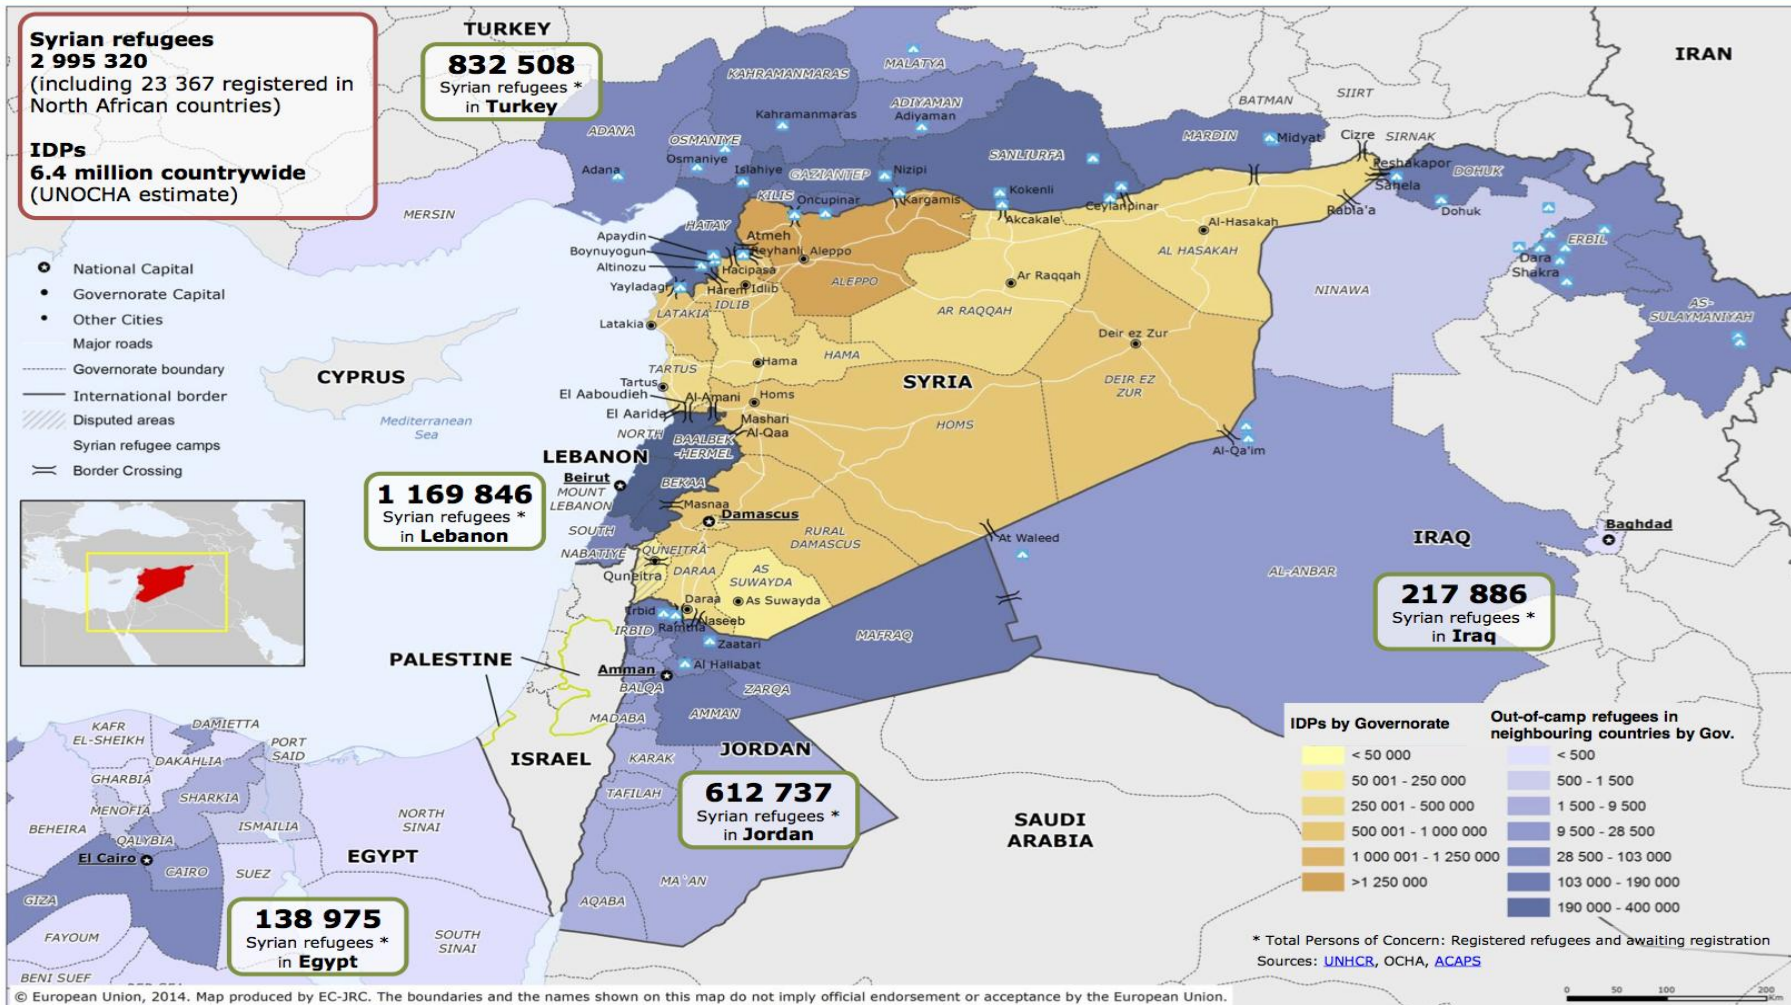 Syrian refugees
2 995 320
(including 23 367 registered in
North African countries)
IDPs
6.4 million countrywide
(UNOCHA estimate)
TURKEY
832 508
Syrian refugees *
in Turkey
IRAN
KAHRAMANMARAS
MALATYA
ADIYAMAN
Adiyaman
Kahramanmaras
BATMAN
SIIRT
ADANA
Adana
OSMANIYE
Osmaniye
Islahiye
GAZIANTEP
Nizipi
SANLIURFA
MARDIN
Midyat
Cizre
SIRNAK
Peshakapor
Sahela
DOHUK
Dohuk
Rabia'a
KILIS
Oncupinar
Kargamis
Kokenli
Akcakale
Ceylanpinar
MERSIN
HATAY
Apaydin
Boynuyogun
Altinozu
Yayladagi
Atmeh
Reyhanli
Hacipasa
Harem
Idlib
IDLIB
Aleppo
ALEPPO
Al-Hasakah
AL HASAKAH
Ar Raqqah
AR RAQQAH
ERBIL
Dara
Shakra
NINAWA
AS-
SULAYMANIYAH
National Capital
Governorate Capital
Other Cities
Major roads
Governorate boundary
International border
Disputed areas
Syrian refugee camps
Border Crossing
CYPRUS
Mediterranean
Sea
Latakia
LATAKIA
Hama
HAMA
TARTUS
Tartus
El Aaboudieh
El Aarida
Al-Amani
Homs
Mashari
Al-Qaa
SYRIA
HOMS
Deir ez Zur
DEIR EZ
ZUR
Al-Qa'im
NORTH
BAALBEK
-HERMEL
LEBANON
Beirut
MOUNT
LEBANON
BEKAA
SOUTH
NABATIYE
1 169 846
Syrian refugees *
in Lebanon
Masnaa
Damascus
RURAL
DAMASCUS
QUNEITRA
Quneitra
DARAA
Daraa
AS
SUWAYDA
As Suwayda
At Waleed
IRAQ
Baghdad
AL-ANBAR
217 886
Syrian refugees *
in Iraq
Irbid
IRBID
Ramtha
Naseeb
Zaatari
MAFRAQ
PALESTINE
Amman
Al Hallabat
BALQA
ZARQA
MADABA
AMMAN
ISRAEL
JORDAN
KARAK
TAFILAH
612 737
Syrian refugees *
in Jordan
MA'AN
AQABA
SAUDI
ARABIA
KAFR
EL-SHEIKH
DAMIETTA
PORT
SAID
DAKAHLIA
GHARBIA
SHARKIA
MENOFIA
BEHEIRA
QALYBIA
ISMAILIA
NORTH
SINAI
El Cairo
CAIRO
SUEZ
EGYPT
GIZA
FAYOUM
BENI SUEF
138 975
Syrian refugees *
in Egypt
SOUTH
SINAI
IDPs by Governorate
< 50 000
50 001 - 250 000
250 001 - 500 000
500 001 - 1 000 000
1 000 001 - 1 250 000
>1 250 000
Out-of-camp refugees in
neighbouring countries by Gov.
< 500
500 - 1 500
1 500 - 9 500
9 500 - 28 500
28 500 - 103 000
103 000 - 190 000
190 000 - 400 000
* Total Persons of Concern: Registered refugees and awaiting registration
Sources: UNHCR, OCHA, ACAPS
0 50 100 200
© European Union, 2014. Map produced by EC-JRC. The boundaries and the names shown on this map do not imply official endorsement or acceptance by the European Union.